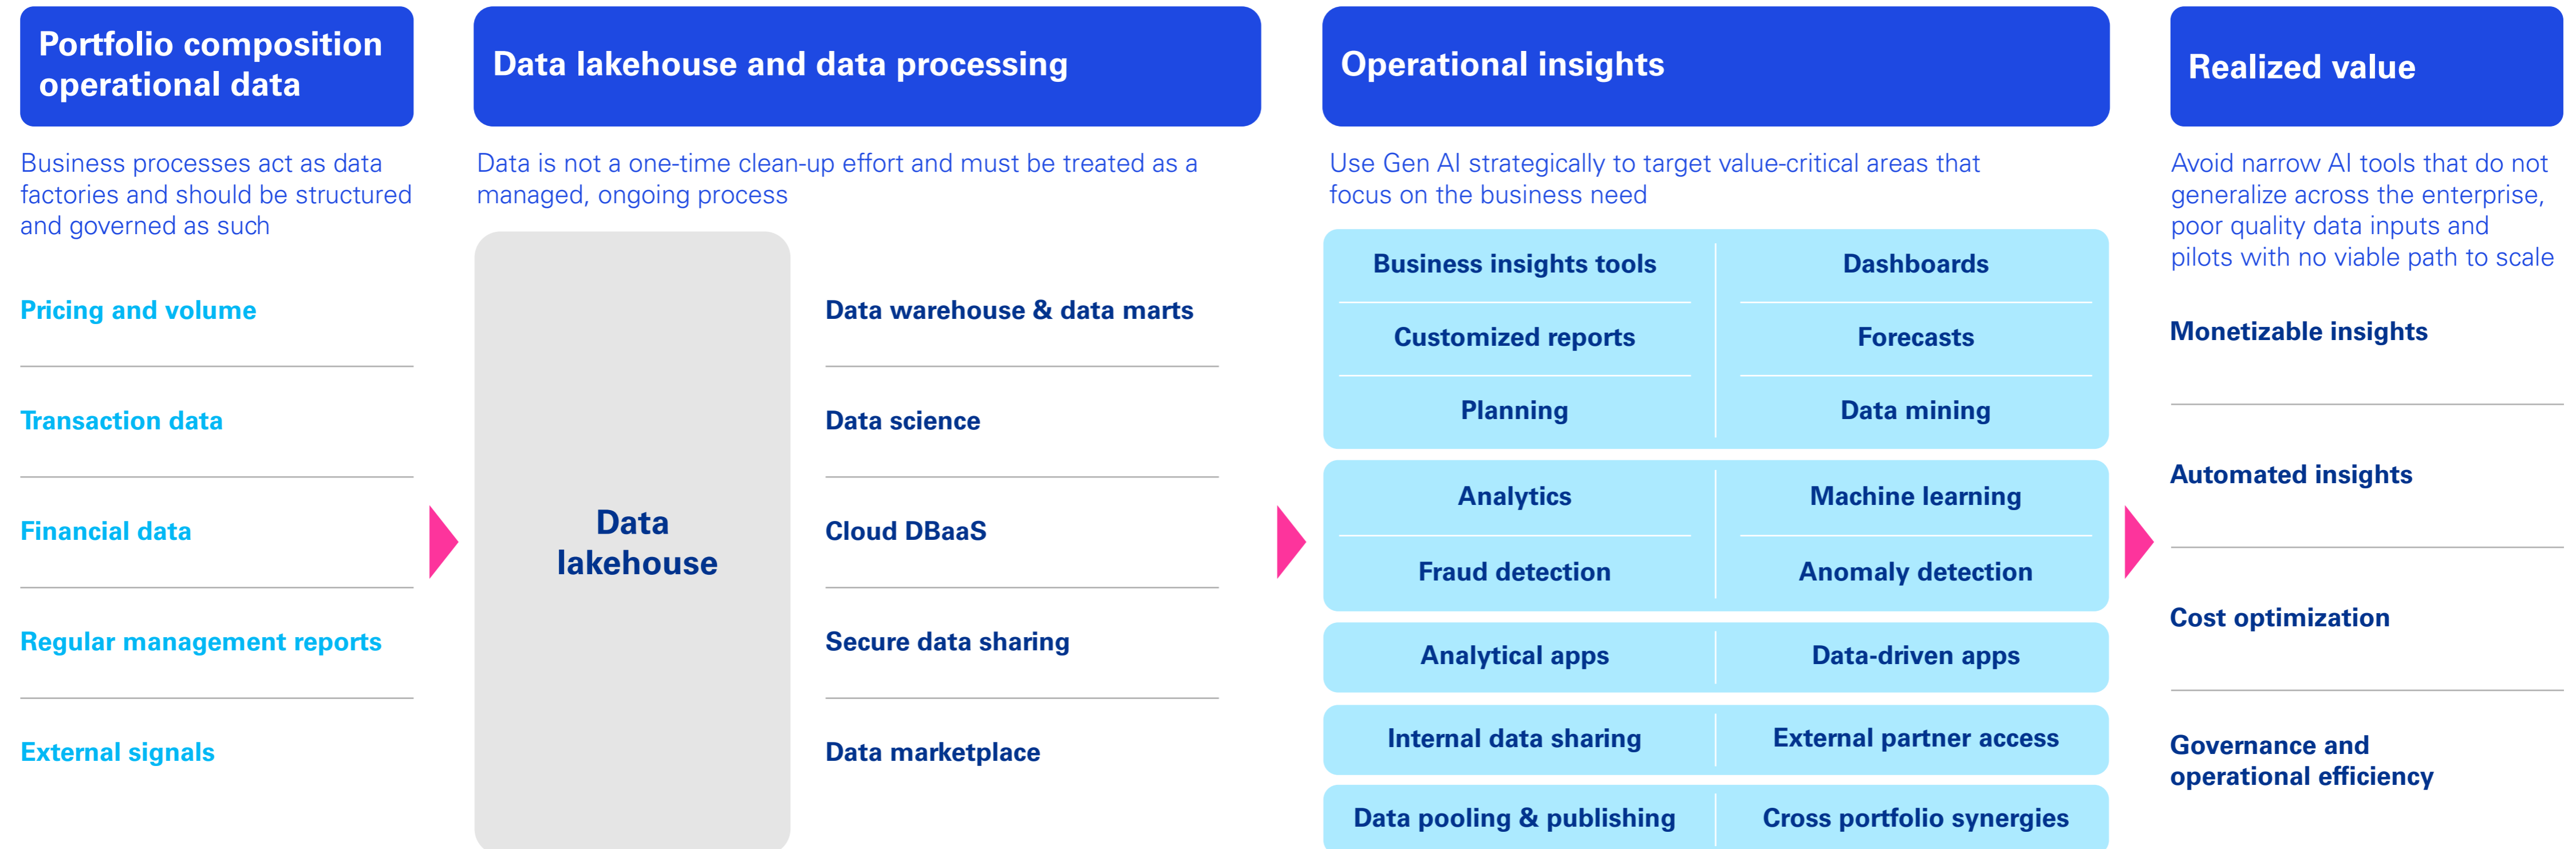 Portfolio composition
operational data
Business processes act as data
factories and should be structured
and governed as such
Pricing and volume
Transaction data
Financial data
Regular management reports
External signals
Data lakehouse and data processing
Data is not a one-time clean-up effort and must be treated as a
managed, ongoing process
Data
lakehouse
Data warehouse & data marts
Data science
Cloud DBaaS
Secure data sharing
Data marketplace
Operational insights
Use Gen AI strategically to target value-critical areas that
focus on the business need
Business insights tools
Dashboards
Customized reports
Forecasts
Planning
Data mining
Analytics
Machine learning
Fraud detection
Anomaly detection
Analytical apps
Data-driven apps
Internal data sharing
External partner access
Data pooling & publishing
Cross portfolio synergies
Realized value
Avoid narrow AI tools that do not
generalize across the enterprise,
poor quality data inputs and
pilots with no viable path to scale
Monetizable insights
Automated insights
Cost optimization
Governance and
operational efficiency